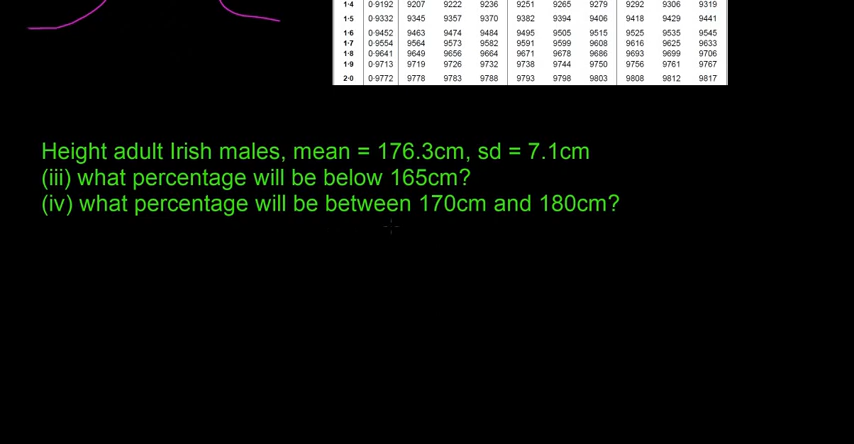 1·4 0·9192 9207 9222 9236 9251 9265 9279 9292 9306 9319
1·5 0·9332 9345 9357 9370 9382 9394 9406 9418 9429 9441
1·6 0·9452 9463 9474 9484 9495 9505 9515 9525 9535 9545
1·7 0·9554 9564 9573 9582 9591 9599 9608 9616 9625 9633
1·8 0·9641 9649 9656 9664 9671 9678 9686 9693 9699 9706
1·9 0·9713 9719 9726 9732 9738 9744 9750 9756 9761 9767
2·0 0·9772 9778 9783 9788 9793 9798 9803 9808 9812 9817
Height adult Irish males, mean = 176.3cm, sd = 7.1cm
(iii) what percentage will be below 165cm?
(iv) what percentage will be between 170cm and 180cm?